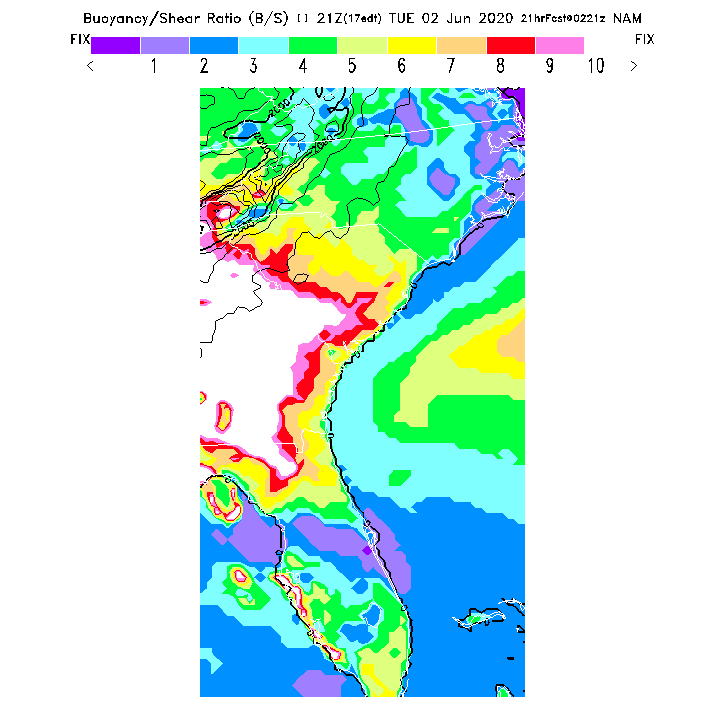 Buoyancy/Shear Ratio (B/S) [] 21Z(17edt) TUE 02 Jun 2020 21hrFcst@0221z NAM
FIX FIX
< 1 2 3 4 5 6 7 8 9 10 >
2000